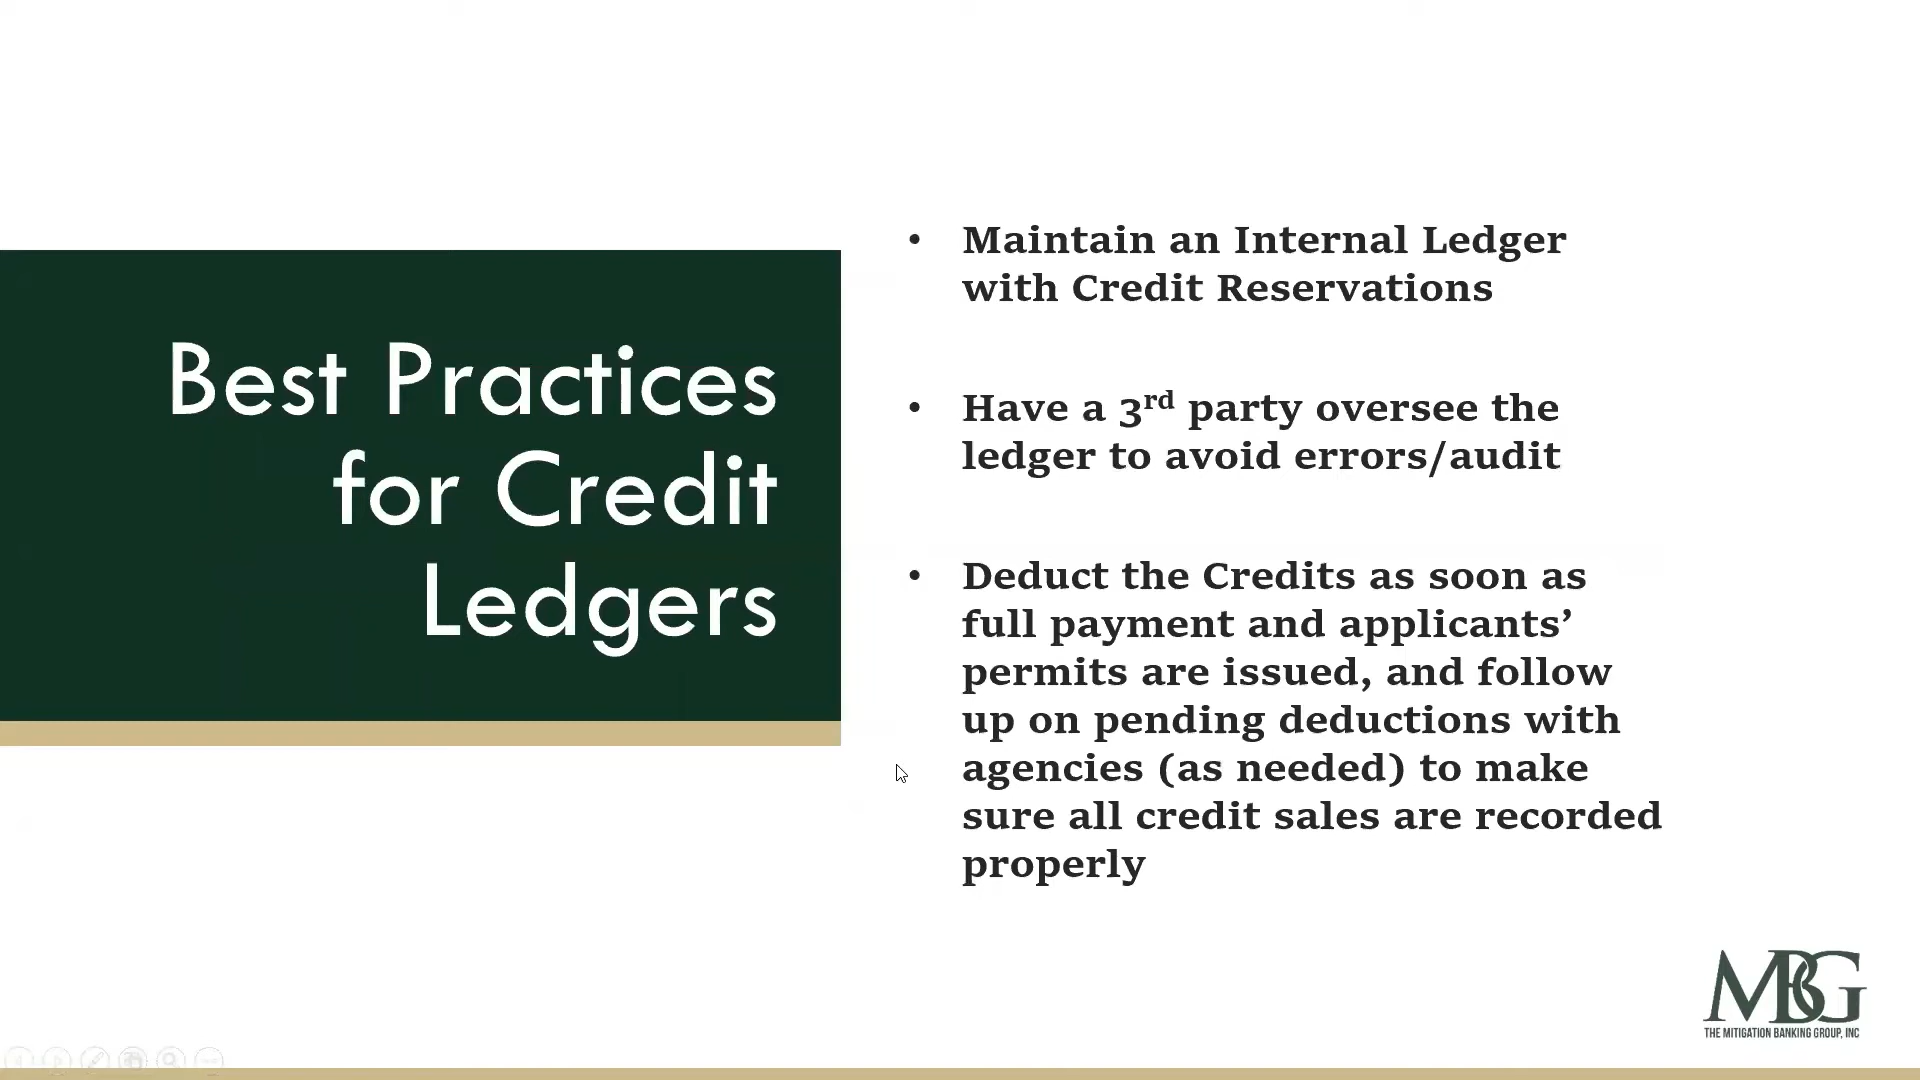 Best Practices
for Credit
Ledgers
• Maintain an Internal Ledger
with Credit Reservations
• Have a 3rd party oversee the
ledger to avoid errors/audit
• Deduct the Credits as soon as
full payment and applicants’
permits are issued, and follow
up on pending deductions with
agencies (as needed) to make
sure all credit sales are recorded
properly
MBG
THE MITIGATION BANKING GROUP, INC